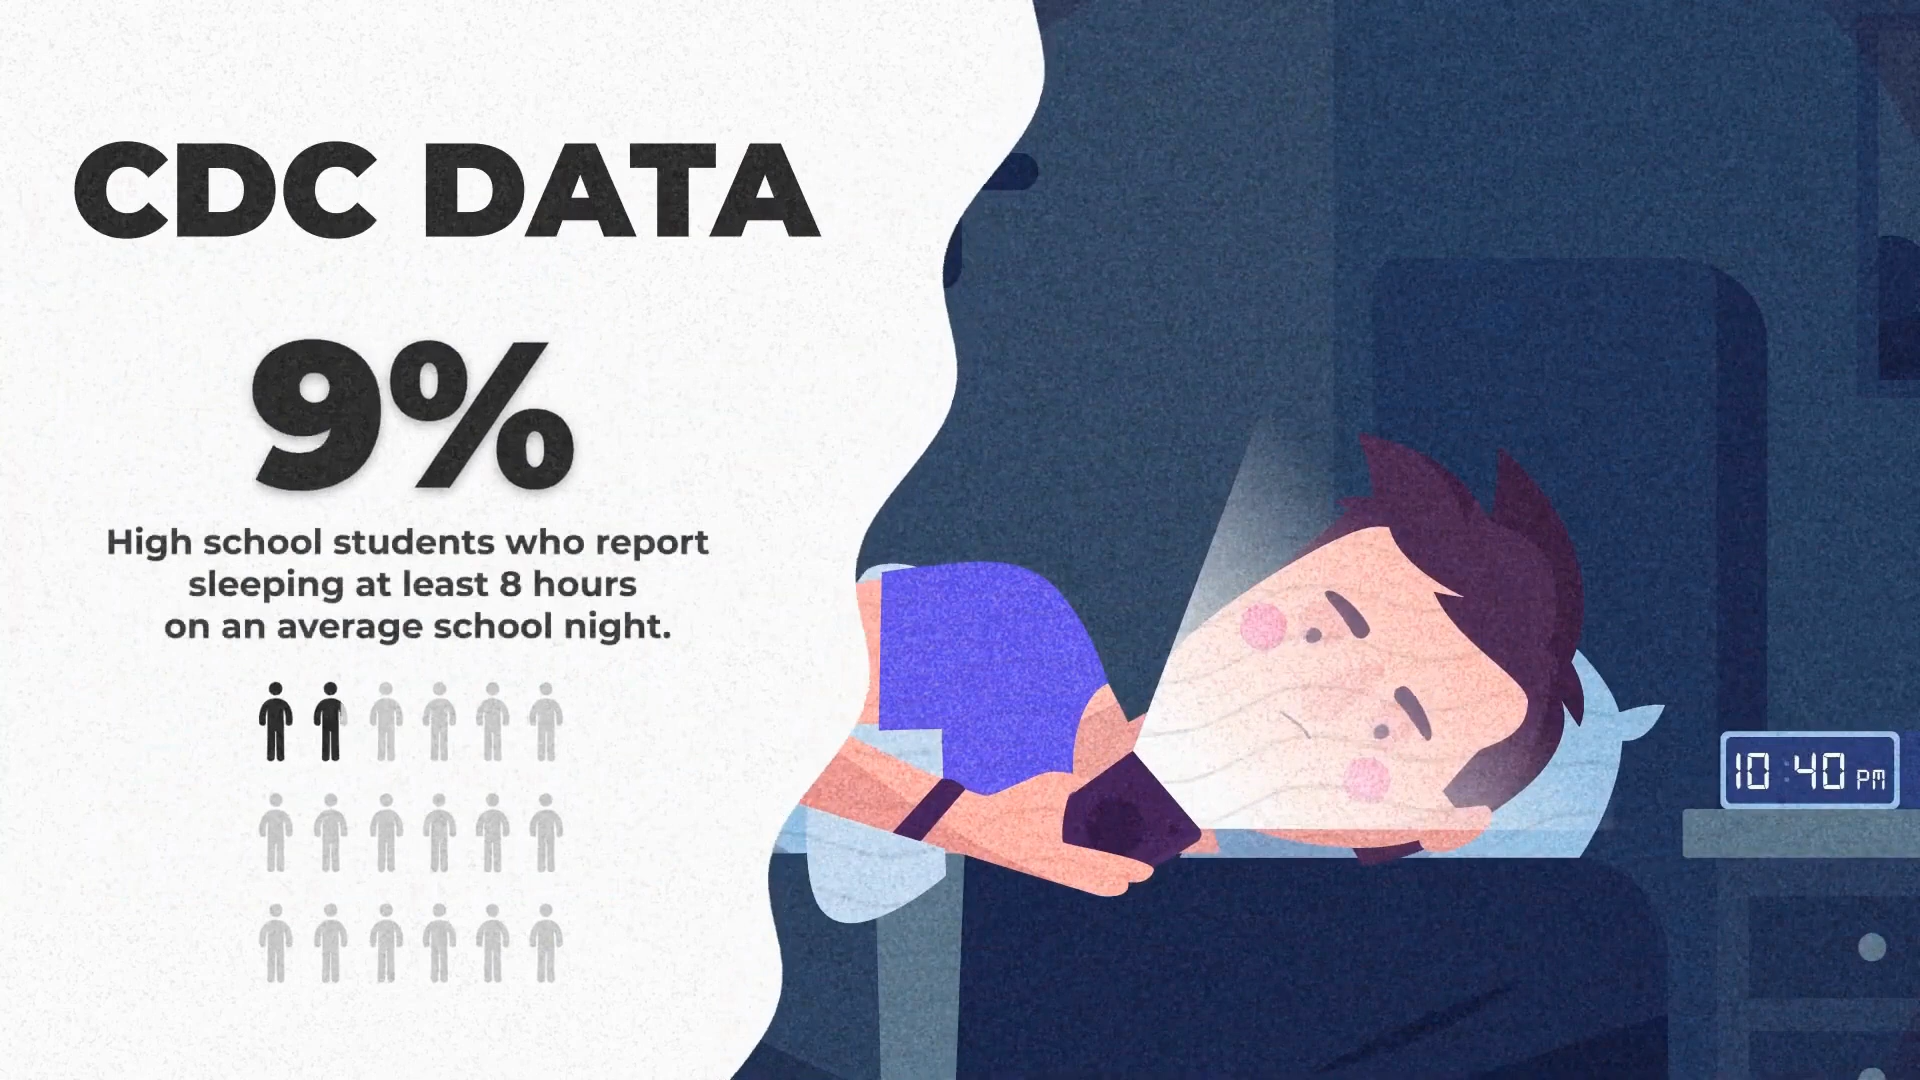 CDC DATA
9%
High school students who report
sleeping at least 8 hours
on an average school night.
10:40 PM